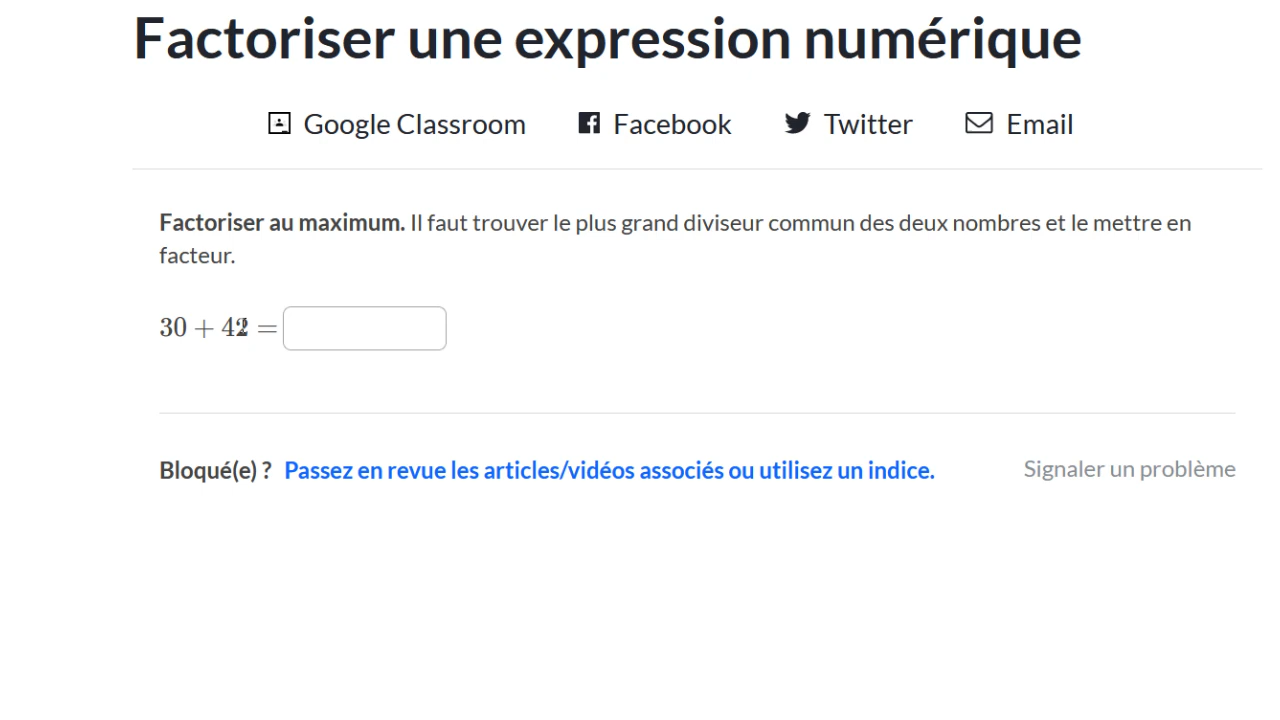 Factoriser une expression numérique
Google Classroom Facebook Twitter Email
Factoriser au maximum. Il faut trouver le plus grand diviseur commun des deux nombres et le mettre en
facteur.
30 + 42 =
Bloqué(e) ? Passez en revue les articles/vidéos associés ou utilisez un indice. Signaler un problème